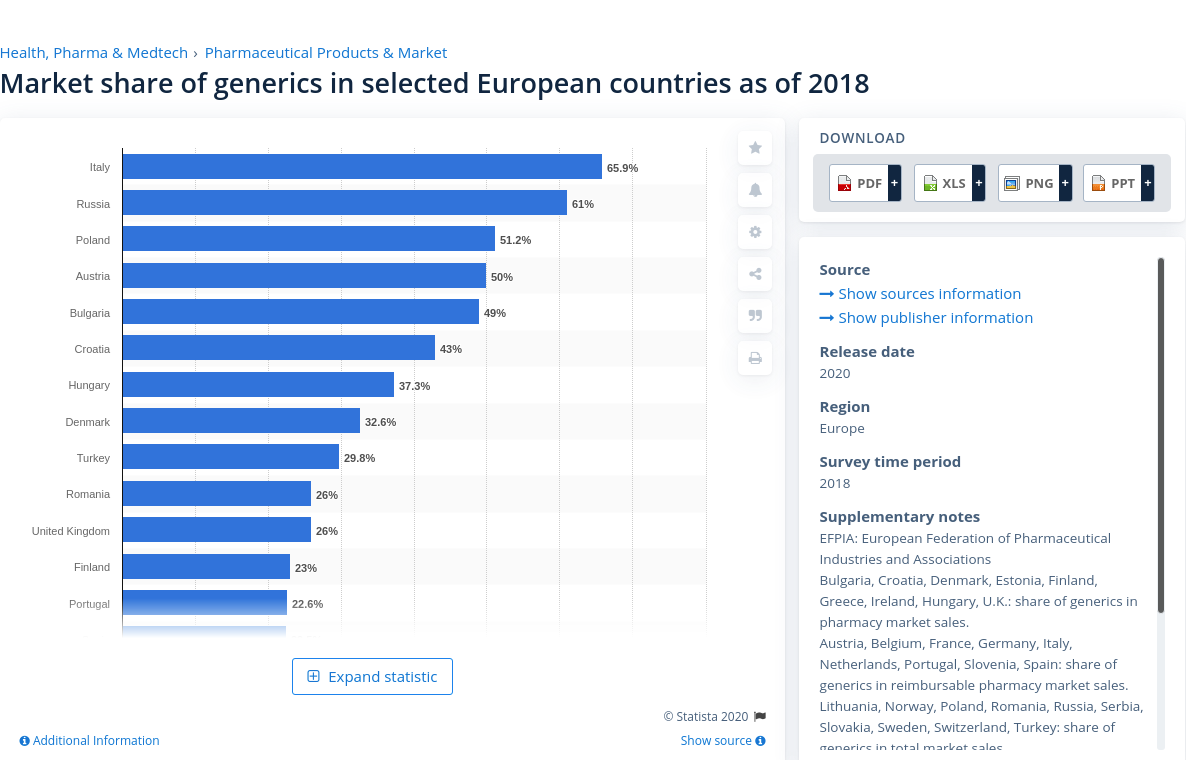 Health, Pharma & Medtech › Pharmaceutical Products & Market
Market share of generics in selected European countries as of 2018
Italy 65.9%
Russia 61%
Poland 51.2%
Austria 50%
Bulgaria 49%
Croatia 43%
Hungary 37.3%
Denmark 32.6%
Turkey 29.8%
Romania 26%
United Kingdom 26%
Finland 23%
Portugal 22.6%
Expand statistic
© Statista 2020
Additional Information
Show source
DOWNLOAD
PDF +
XLS +
PNG +
PPT +
Source
Show sources information
Show publisher information
Release date
2020
Region
Europe
Survey time period
2018
Supplementary notes
EFPIA: European Federation of Pharmaceutical
Industries and Associations
Bulgaria, Croatia, Denmark, Estonia, Finland,
Greece, Ireland, Hungary, U.K.: share of generics in
pharmacy market sales.
Austria, Belgium, France, Germany, Italy,
Netherlands, Portugal, Slovenia, Spain: share of
generics in reimbursable pharmacy market sales.
Lithuania, Norway, Poland, Romania, Russia, Serbia,
Slovakia, Sweden, Switzerland, Turkey: share of
generics in total market sales.